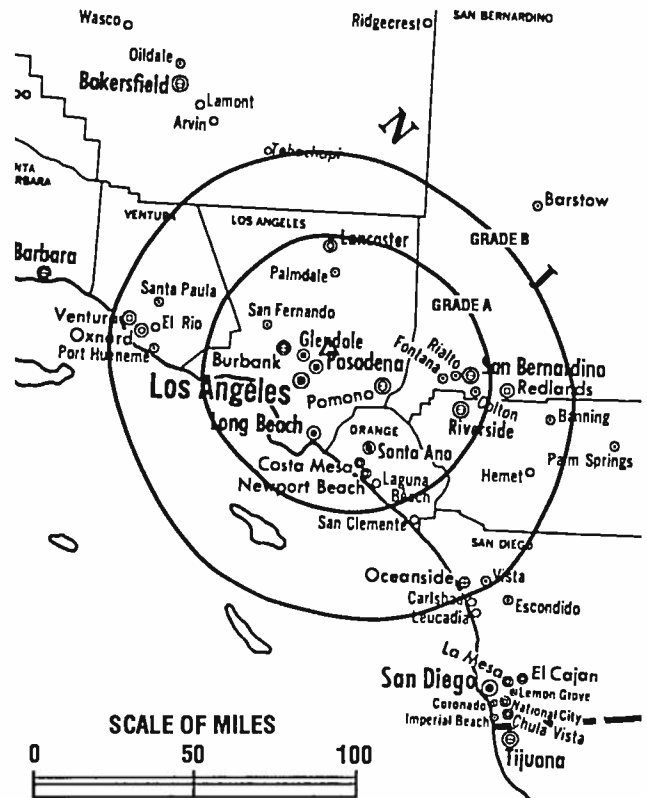 Wasco
Ridgecrest
SAN BERNARDINO
Oildale
Bakersfield
Lamont
Arvin
N
Tehachapi
Barstow
VENTURA
LOS ANGELES
GRADE B
Lancaster
Barbara
I
Palmdale
Santa Paula
GRADE A
San Fernando
Ventura
El Rio
Oxnard
Port Hueneme
Glendale
Burbank
Pasadena
Rialto
Fontana
San Bernardino
Los Angeles
Pomona
Redlands
Colton
Banning
Long Beach
ORANGE
Riverside
Santa Ana
Palm Springs
Costa Mesa
Hemet
Newport Beach
Laguna
Beach
San Clemente
SAN DIEGO
Oceanside
Vista
Carlsbad
Escondido
Leucadia
La Mesa
El Cajan
San Diego
Lemon Grove
Coronado
National City
Imperial Beach
Chula Vista
Tijuana
SCALE OF MILES
0 50 100